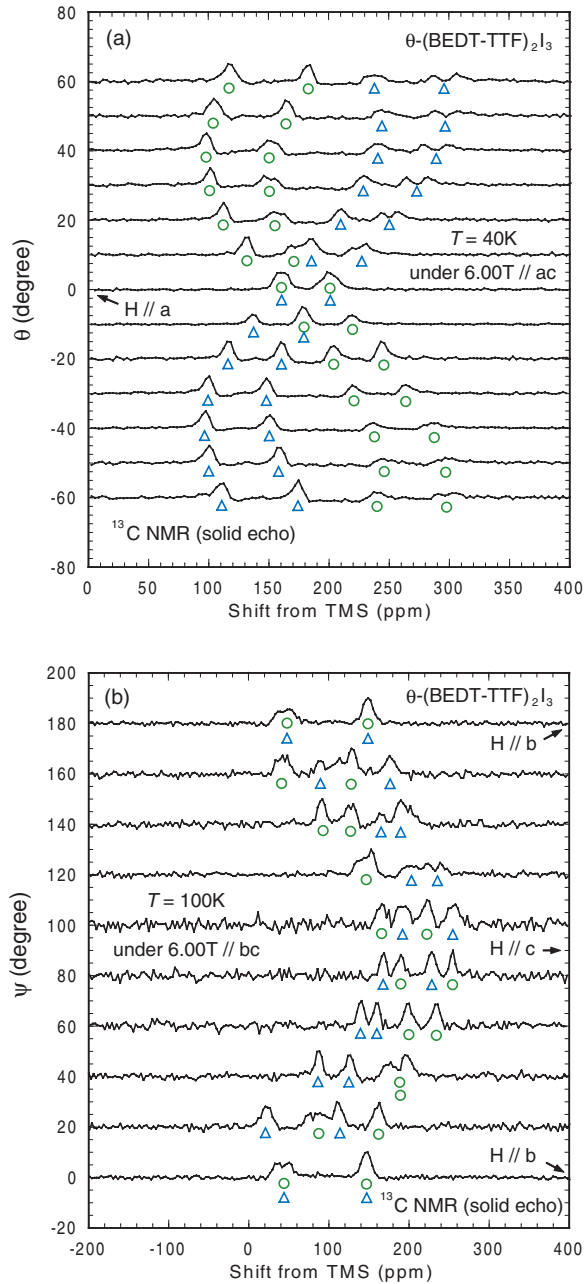 (a)
θ-(BEDT-TTF)₂I₃
80
60
40
20
0
-20
-40
-60
-80
θ (degree)
T = 40K
under 6.00T // ac
H // a
¹³C NMR (solid echo)
0 50 100 150 200 250 300 350 400
Shift from TMS (ppm)
(b)
θ-(BEDT-TTF)₂I₃
200
180
160
140
120
100
80
60
40
20
0
-20
ψ (degree)
H // b
T = 100K
under 6.00T // bc
H // c
H // b
¹³C NMR (solid echo)
-200 -100 0 100 200 300 400
Shift from TMS (ppm)